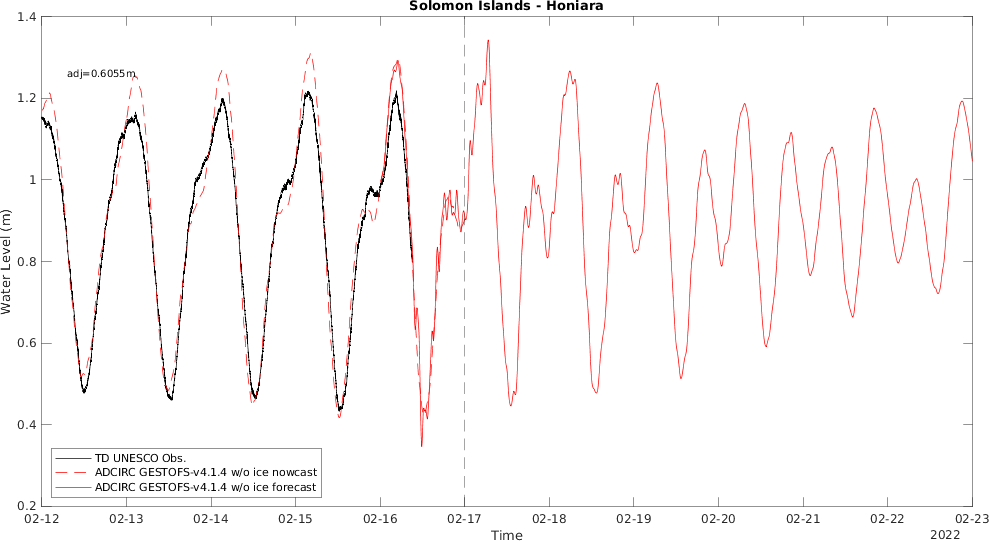 Solomon Islands - Honiara
1.4
adj=0.6055m
1.2
1
0.8
0.6
0.4
0.2
Water Level (m)
TD UNESCO Obs.
ADCIRC GESTOFS-v4.1.4 w/o ice nowcast
ADCIRC GESTOFS-v4.1.4 w/o ice forecast
02-12 02-13 02-14 02-15 02-16 02-17 02-18 02-19 02-20 02-21 02-22 02-23
Time
2022